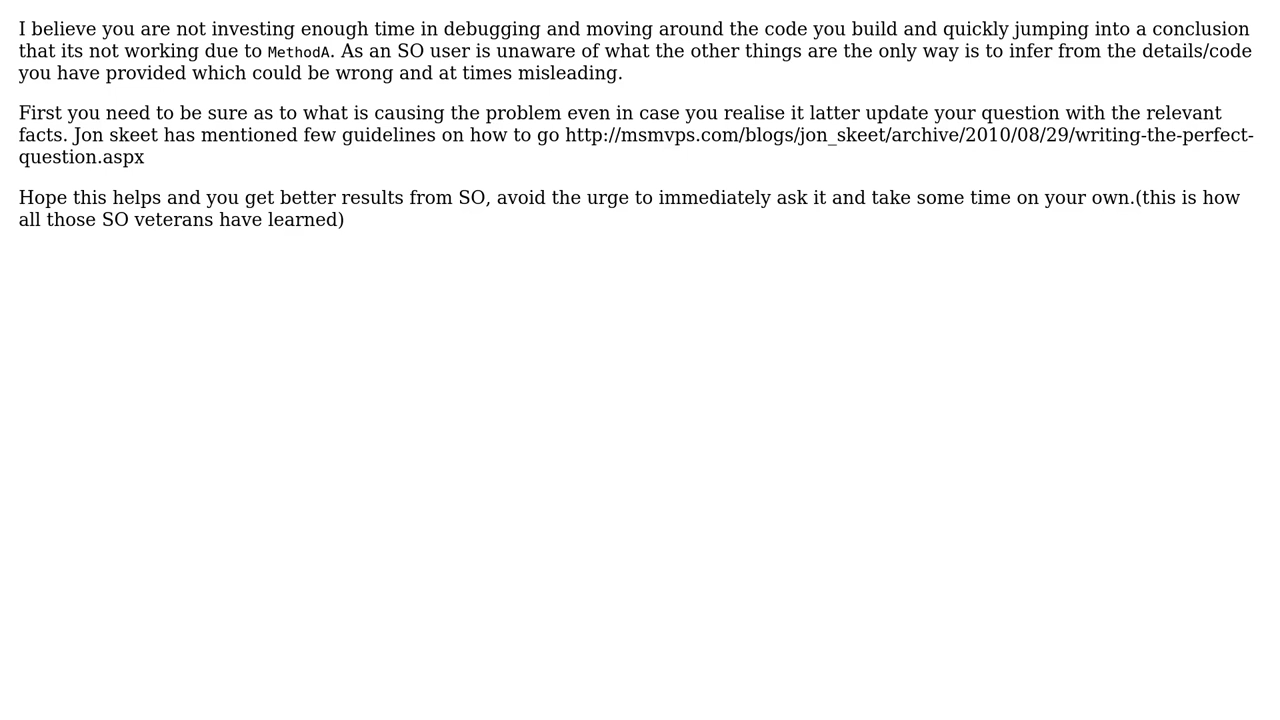 I believe you are not investing enough time in debugging and moving around the code you build and quickly jumping into a conclusion
that its not working due to MethodA. As an SO user is unaware of what the other things are the only way is to infer from the details/code
you have provided which could be wrong and at times misleading.
First you need to be sure as to what is causing the problem even in case you realise it latter update your question with the relevant
facts. Jon skeet has mentioned few guidelines on how to go http://msmvps.com/blogs/jon_skeet/archive/2010/08/29/writing-the-perfect-
question.aspx
Hope this helps and you get better results from SO, avoid the urge to immediately ask it and take some time on your own.(this is how
all those SO veterans have learned)